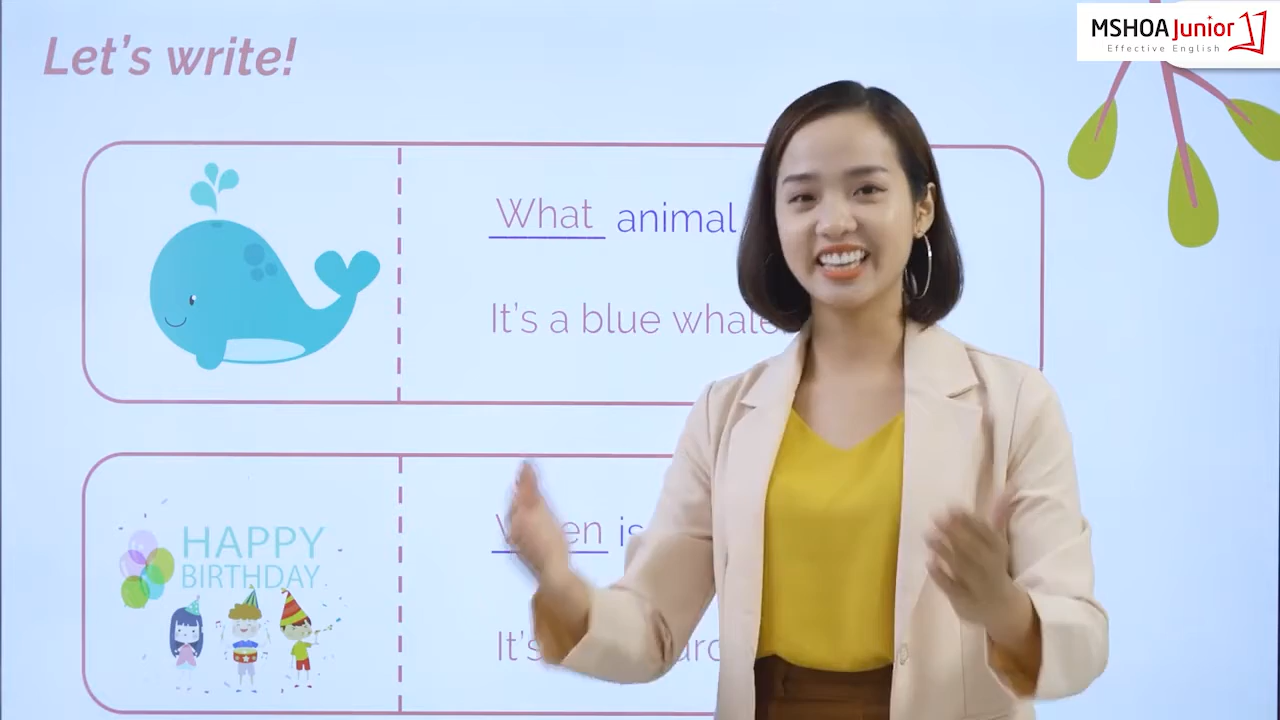 Let's write!
MSHOA Junior
Effective English
What animal
It's a blue whale
is
HAPPY
BIRTHDAY
It's